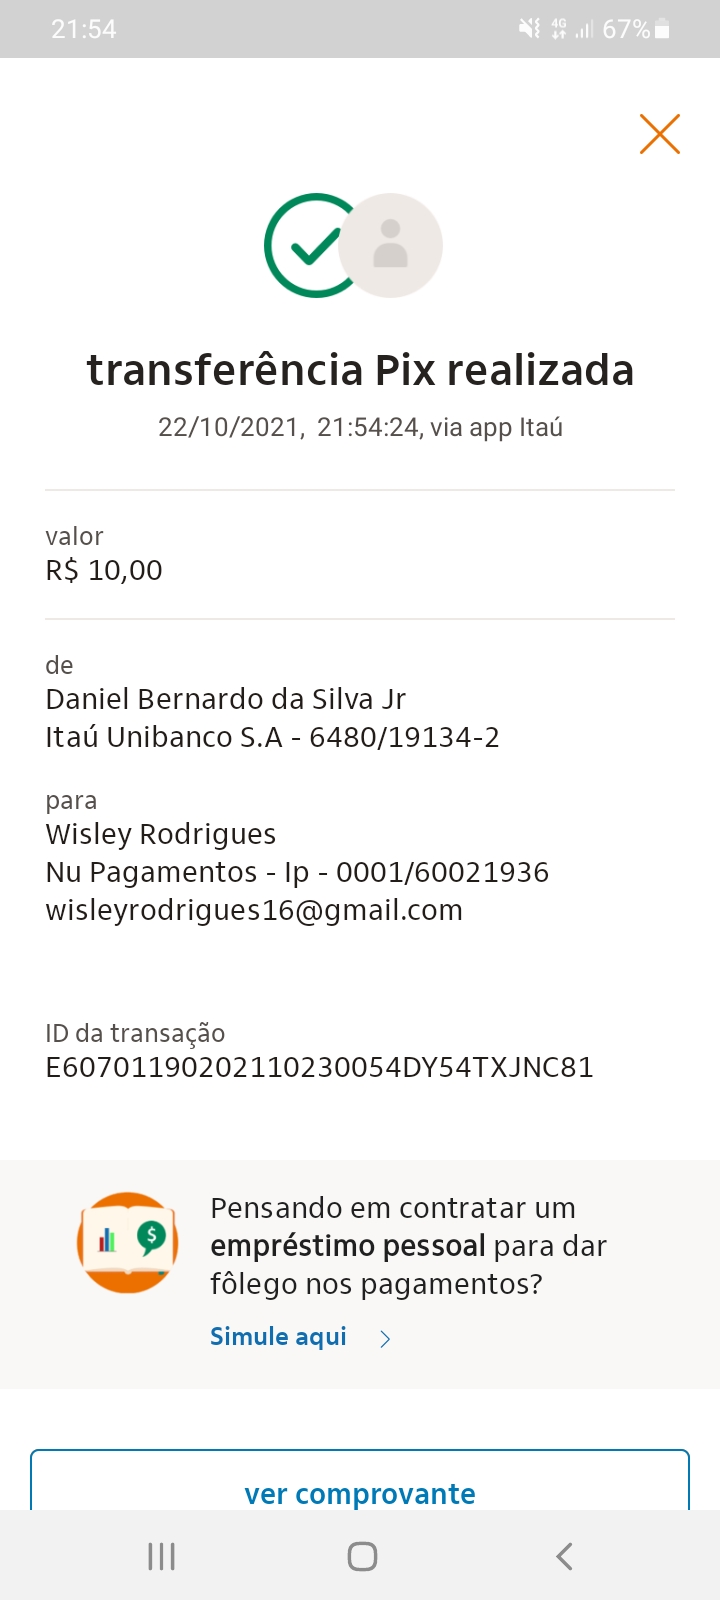 21:54
4G
67%
transferência Pix realizada
22/10/2021, 21:54:24, via app Itaú
valor
R$ 10,00
de
Daniel Bernardo da Silva Jr
Itaú Unibanco S.A - 6480/19134-2
para
Wisley Rodrigues
Nu Pagamentos - Ip - 0001/60021936
wisleyrodrigues16@gmail.com
ID da transação
E60701190202110230054DY54TXJNC81
$
Pensando em contratar um
empréstimo pessoal para dar
fôlego nos pagamentos?
Simule aqui
ver comprovante